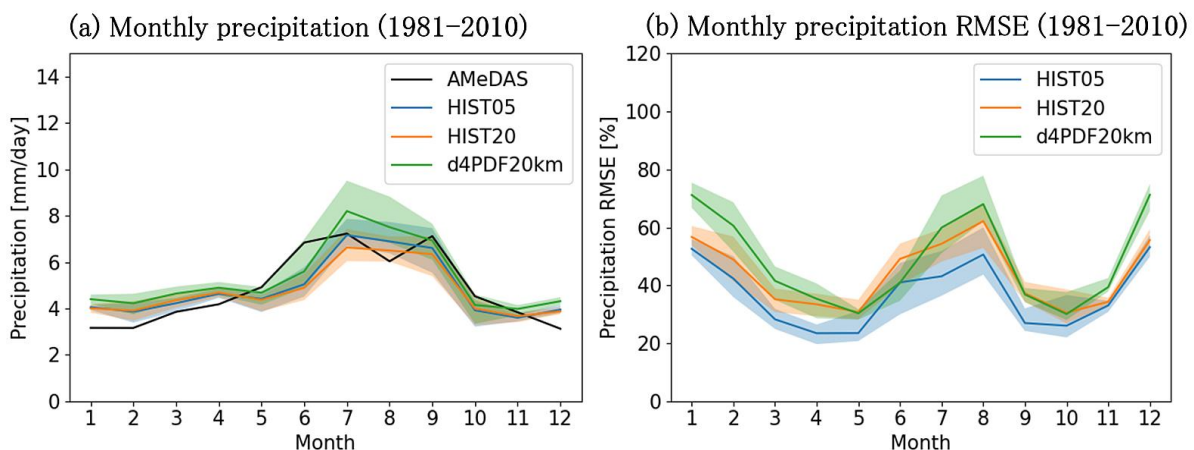 (a) Monthly precipitation (1981−2010)
Precipitation [mm/day]
14
12
10
8
6
4
2
0
AMeDAS
HIST05
HIST20
d4PDF20km
1 2 3 4 5 6 7 8 9 10 11 12
Month
(b) Monthly precipitation RMSE (1981−2010)
Precipitation RMSE [%]
120
100
80
60
40
20
0
HIST05
HIST20
d4PDF20km
1 2 3 4 5 6 7 8 9 10 11 12
Month